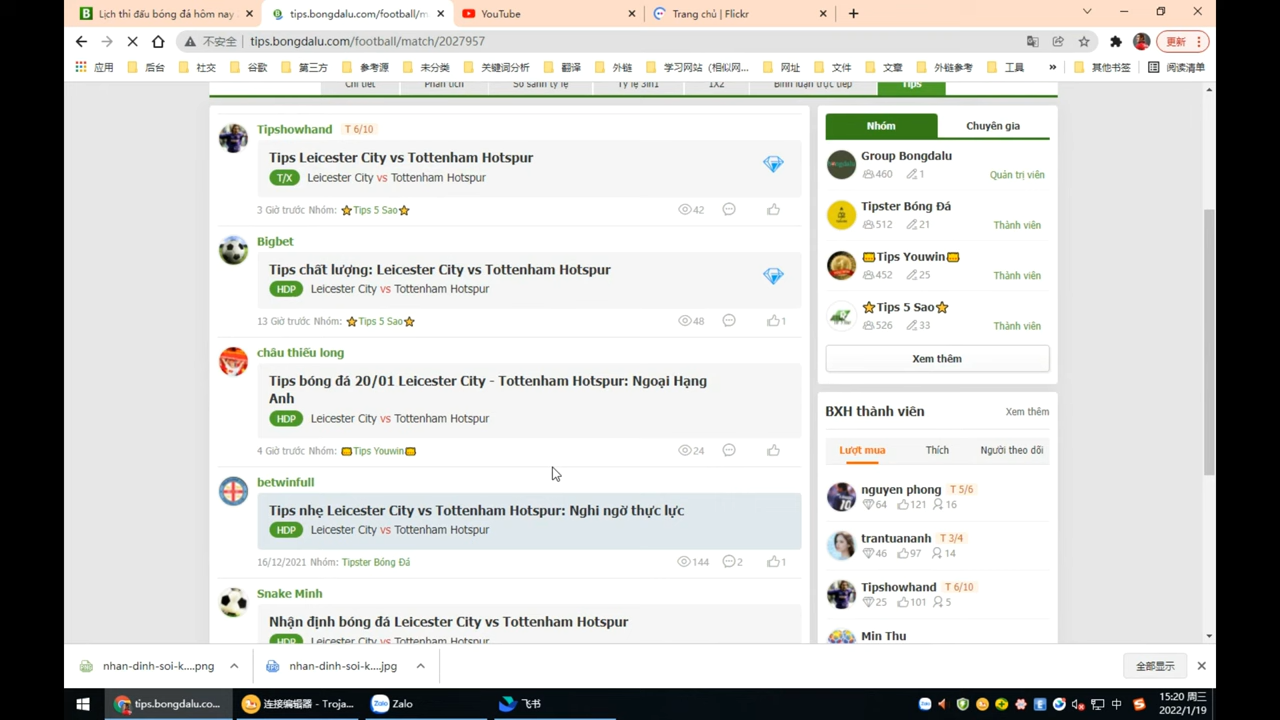 Lịch thi đấu bóng đá hôm nay
tips.bongdalu.com/football/m
YouTube
Trang chủ | Flickr
不安全
tips.bongdalu.com/football/match/2027957
更新
应用 后台 社交 谷歌 第三方 参考源 未分类 关键词分析 翻译 外链 学习网站（相似网... 网址 文件 文章 外链参考 工具 » 其他书签 阅读清单
Chi tiết Phân tích So sánh tỷ lệ Tỷ lệ 3in1 1X2 Bình luận trực tiếp Tips
Tipshowhand T 6/10
Tips Leicester City vs Tottenham Hotspur
T/X Leicester City vs Tottenham Hotspur
3 Giờ trước Nhóm: ⭐Tips 5 Sao⭐ 42
Bigbet
Tips chất lượng: Leicester City vs Tottenham Hotspur
HDP Leicester City vs Tottenham Hotspur
13 Giờ trước Nhóm: ⭐Tips 5 Sao⭐ 48 1
châu thiếu long
Tips bóng đá 20/01 Leicester City - Tottenham Hotspur: Ngoại Hạng
Anh
HDP Leicester City vs Tottenham Hotspur
4 Giờ trước Nhóm: Tips Youwin 24
betwinfull
Tips nhẹ Leicester City vs Tottenham Hotspur: Nghi ngờ thực lực
HDP Leicester City vs Tottenham Hotspur
16/12/2021 Nhóm: Tipster Bóng Đá 144 2 1
Snake Minh
Nhận định bóng đá Leicester City vs Tottenham Hotspur
HDP Leicester City vs Tottenham Hotspur
Nhóm Chuyên gia
Group Bongdalu
460 1 Quản trị viên
Tipster Bóng Đá
512 21 Thành viên
Tips Youwin
452 25 Thành viên
⭐Tips 5 Sao⭐
526 33 Thành viên
Xem thêm
BXH thành viên Xem thêm
Lượt mua Thích Người theo dõi
nguyen phong T 5/6
64 121 16
trantuananh T 3/4
46 97 14
Tipshowhand T 6/10
25 101 5
Min Thu
nhan-dinh-soi-k....png
nhan-dinh-soi-k....jpg
全部显示
tips.bongdalu.co...
连接编辑器 - Troja...
Zalo
飞书
中
15:20 周三
2022/1/19